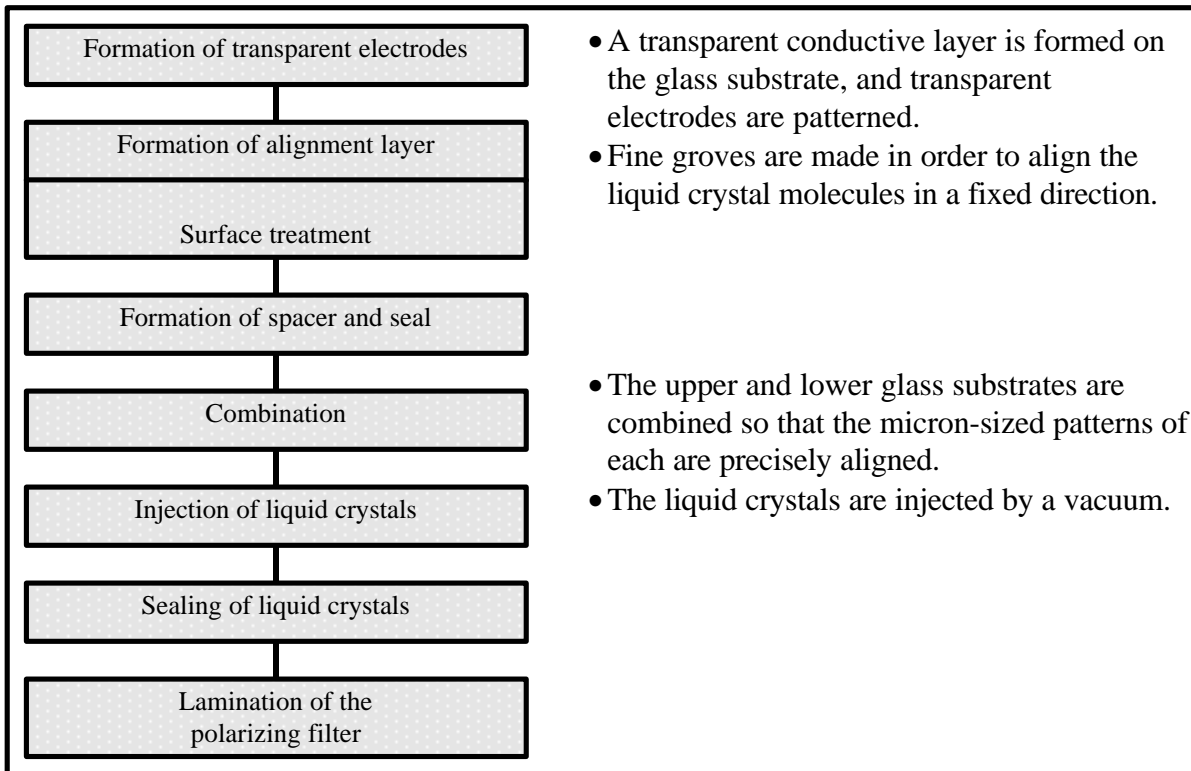 Formation of transparent electrodes
Formation of alignment layer
Surface treatment
Formation of spacer and seal
Combination
Injection of liquid crystals
Sealing of liquid crystals
Lamination of the
polarizing filter
• A transparent conductive layer is formed on
the glass substrate, and transparent
electrodes are patterned.
• Fine groves are made in order to align the
liquid crystal molecules in a fixed direction.
• The upper and lower glass substrates are
combined so that the micron-sized patterns of
each are precisely aligned.
• The liquid crystals are injected by a vacuum.